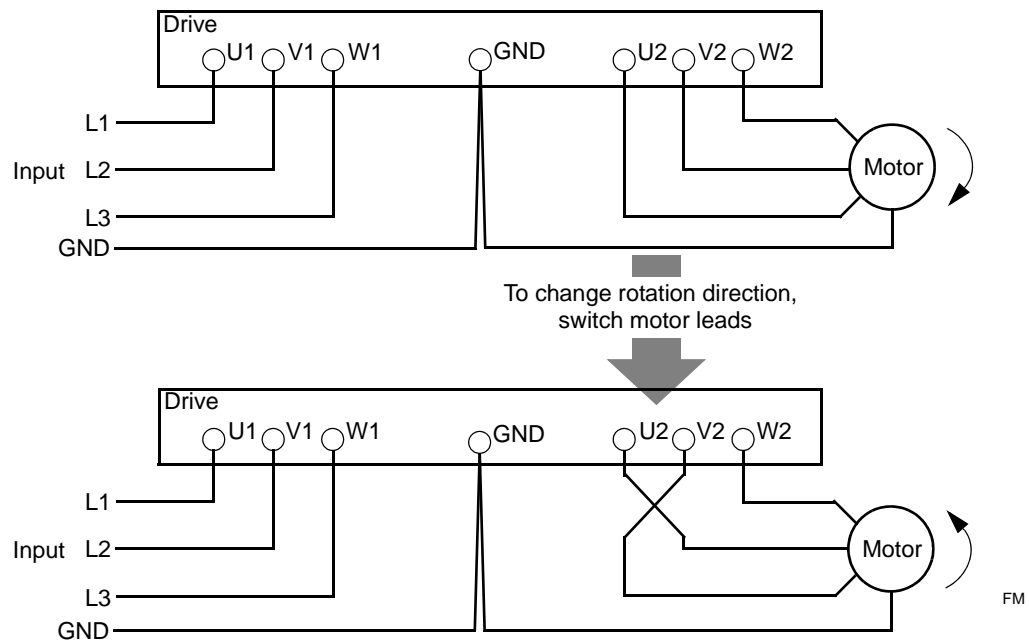 Drive
U1 V1 W1 GND U2 V2 W2
L1
Input L2 Motor
L3
GND
To change rotation direction,
switch motor leads
Drive
U1 V1 W1 GND U2 V2 W2
L1
Input L2 Motor
L3 FM
GND